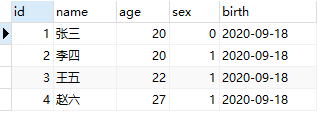 id name age sex birth
1 张三 20 0 2020-09-18
2 李四 20 1 2020-09-18
3 王五 22 1 2020-09-18
4 赵六 27 1 2020-09-18